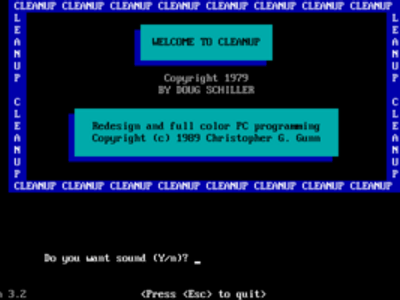 CLEANUP CLEANUP CLEANUP CLEANUP CLEANUP CLEANUP CLEANUP CLEANUP
WELCOME TO CLEANUP
Copyright 1979
BY DOUG SCHILLER
Redesign and full color PC programming
Copyright (c) 1989 Christopher G. Gunn
CLEANUP CLEANUP
CLEANUP CLEANUP
CLEANUP CLEANUP CLEANUP CLEANUP CLEANUP CLEANUP CLEANUP CLEANUP
Do you want sound (Y/n)? _
3.2
<Press <Esc> to quit>